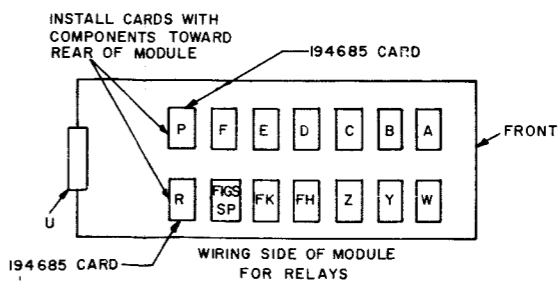 INSTALL CARDS WITH
COMPONENTS TOWARD
REAR OF MODULE
194685 CARD
P F E D C B A
FRONT
R FIGS SP FK FH Z Y W
U
194685 CARD
WIRING SIDE OF MODULE
FOR RELAYS